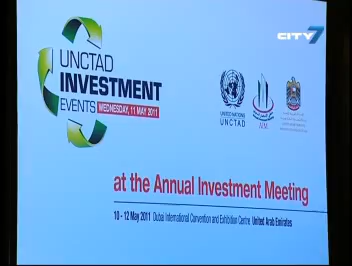 CITY7
UNCTAD
INVESTMENT
EVENTS WEDNESDAY, 11 MAY 2011
UNITED NATIONS
UNCTAD
AIM
at the Annual Investment Meeting
10 - 12 May 2011 Dubai International Convention and Exhibition Centre United Arab Emirates